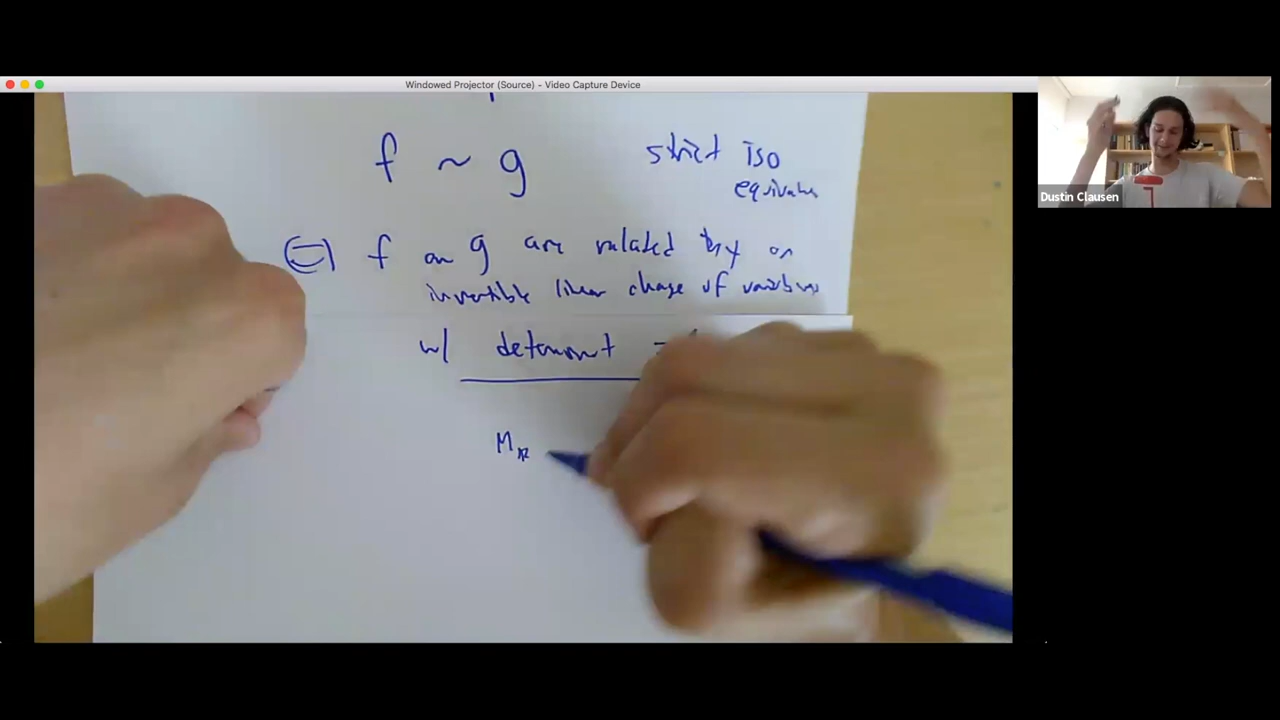 Windowed Projector (Source) - Video Capture Device
f ~ g strict iso
equivalence
f g are related by an
invertible linear change of variables
w/ determinant =
M_R
Dustin Clausen